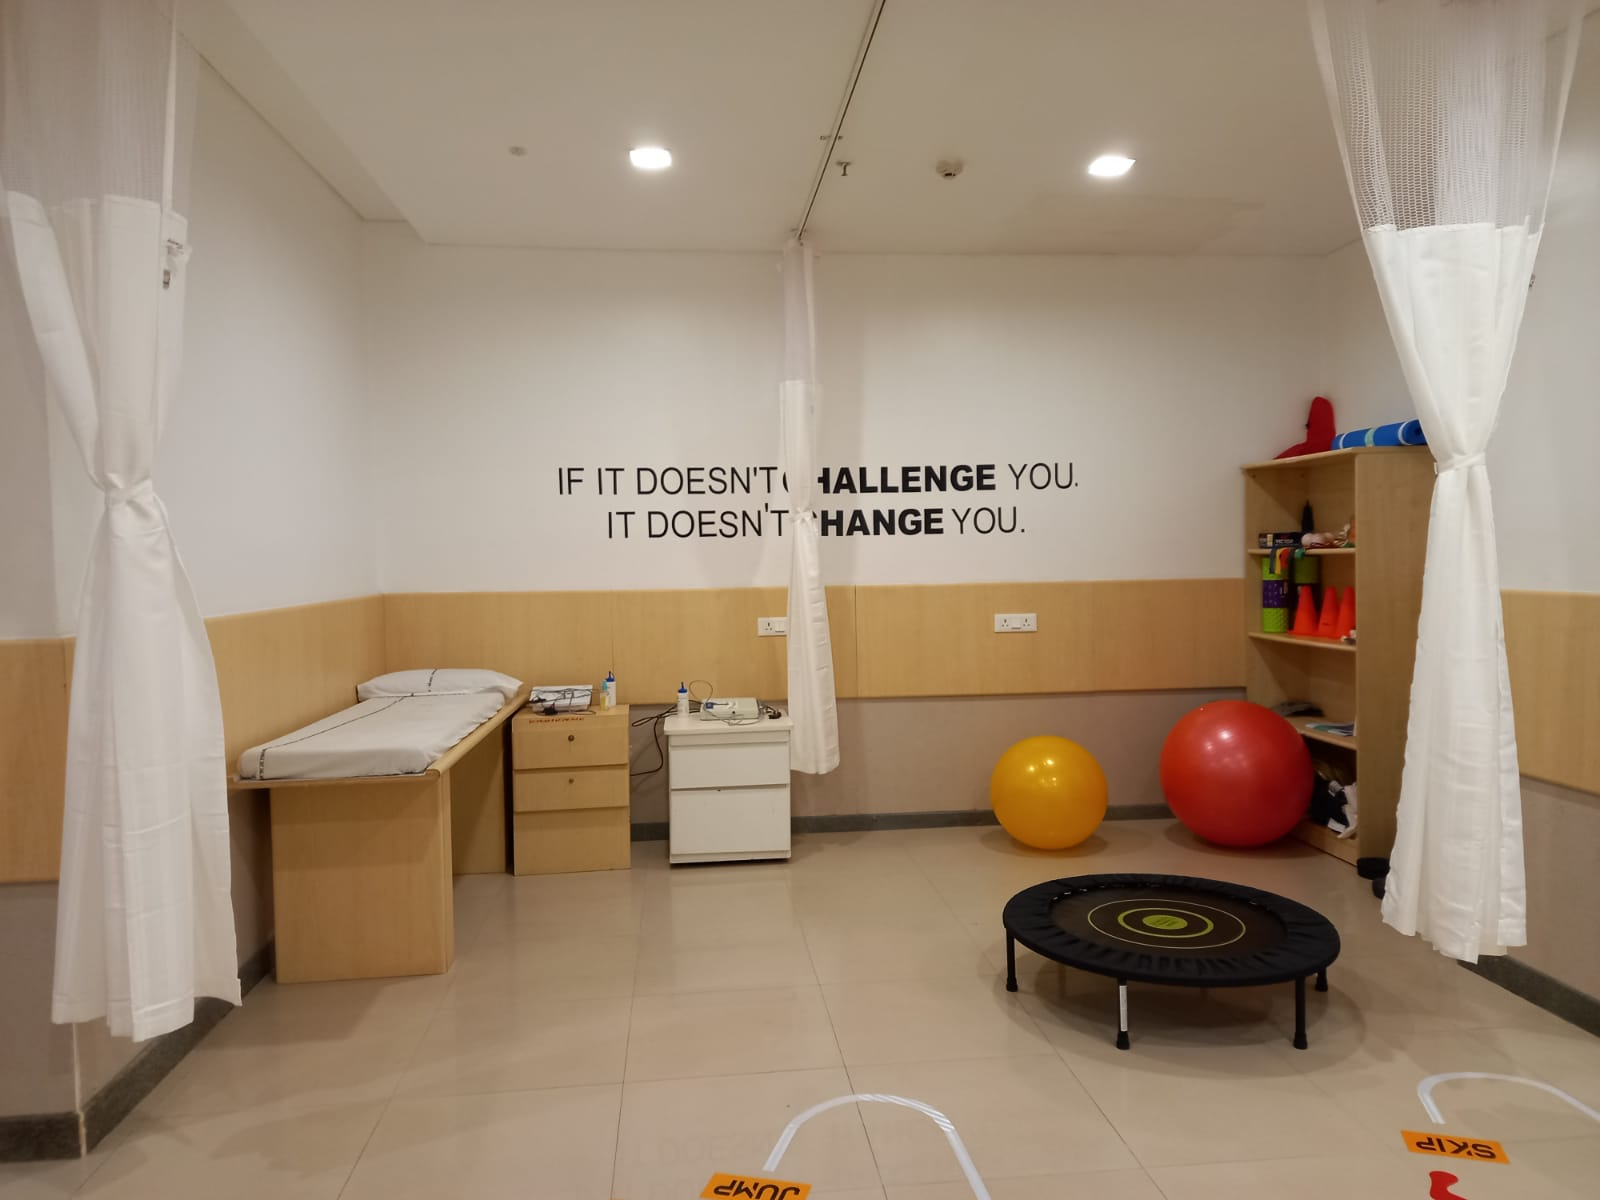 IF IT DOESN'T CHALLENGE YOU.
IT DOESN'T CHANGE YOU.
JUMP
SKIP